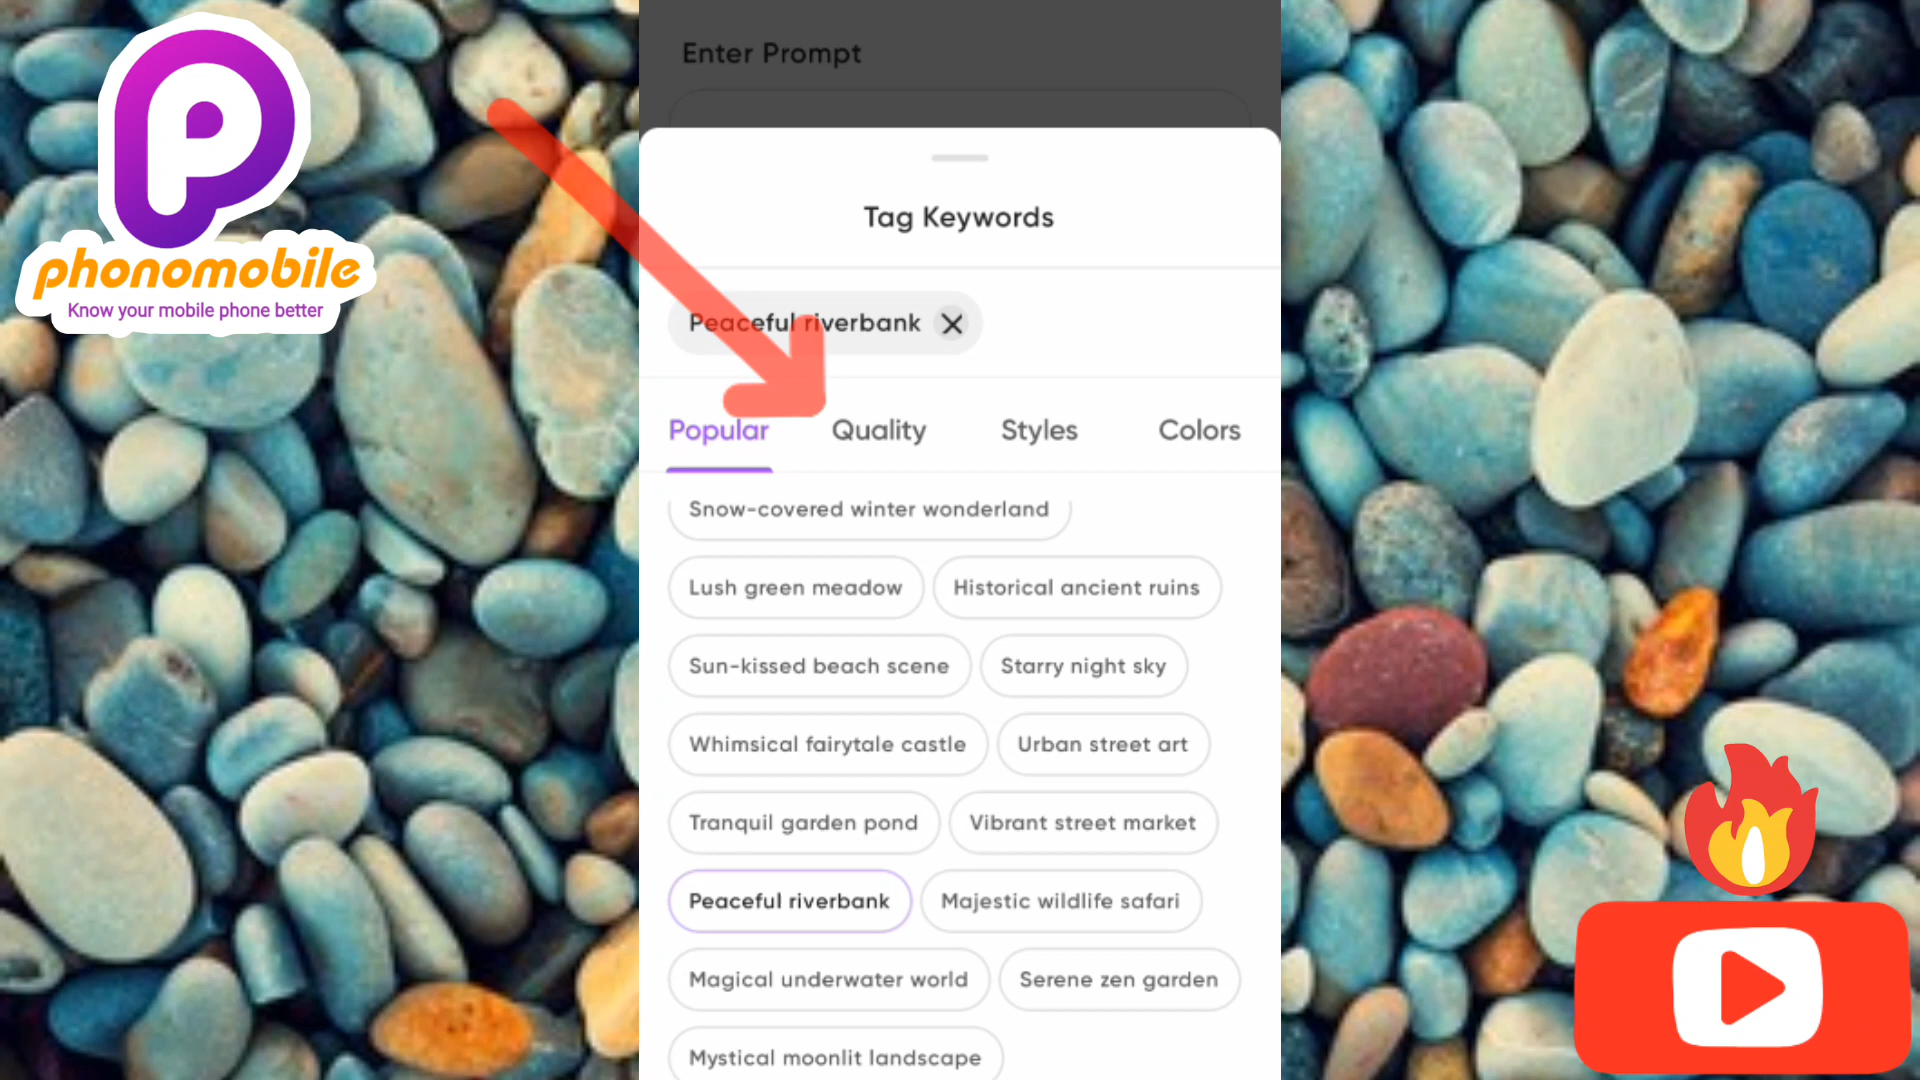 phonomobile
Know your mobile phone better
Enter Prompt
Tag Keywords
Peaceful riverbank
Popular Quality Styles Colors
Snow-covered winter wonderland
Lush green meadow Historical ancient ruins
Sun-kissed beach scene Starry night sky
Whimsical fairytale castle Urban street art
Tranquil garden pond Vibrant street market
Peaceful riverbank Majestic wildlife safari
Magical underwater world Serene zen garden
Mystical moonlit landscape